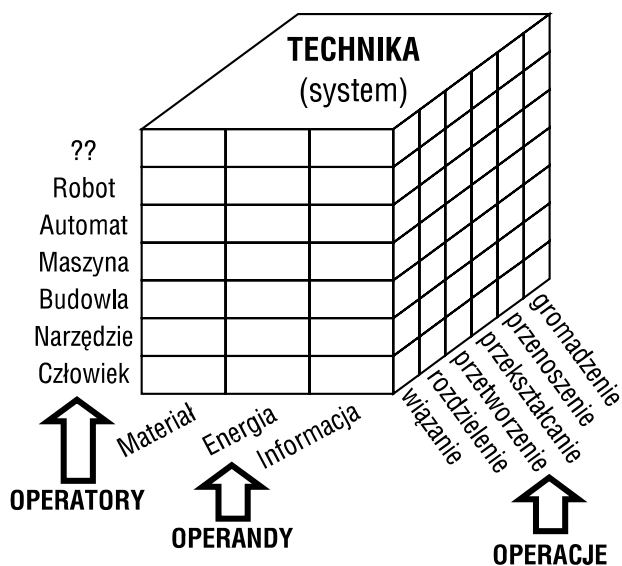 TECHNIKA
(system)
??
Robot
Automat
Maszyna
Budowla
Narzędzie
Człowiek
OPERATORY
Materiał
Energia
Informacja
OPERANDY
wiązanie
rozdzielenie
przetworzenie
przekształcanie
przenoszenie
gromadzenie
OPERACJE